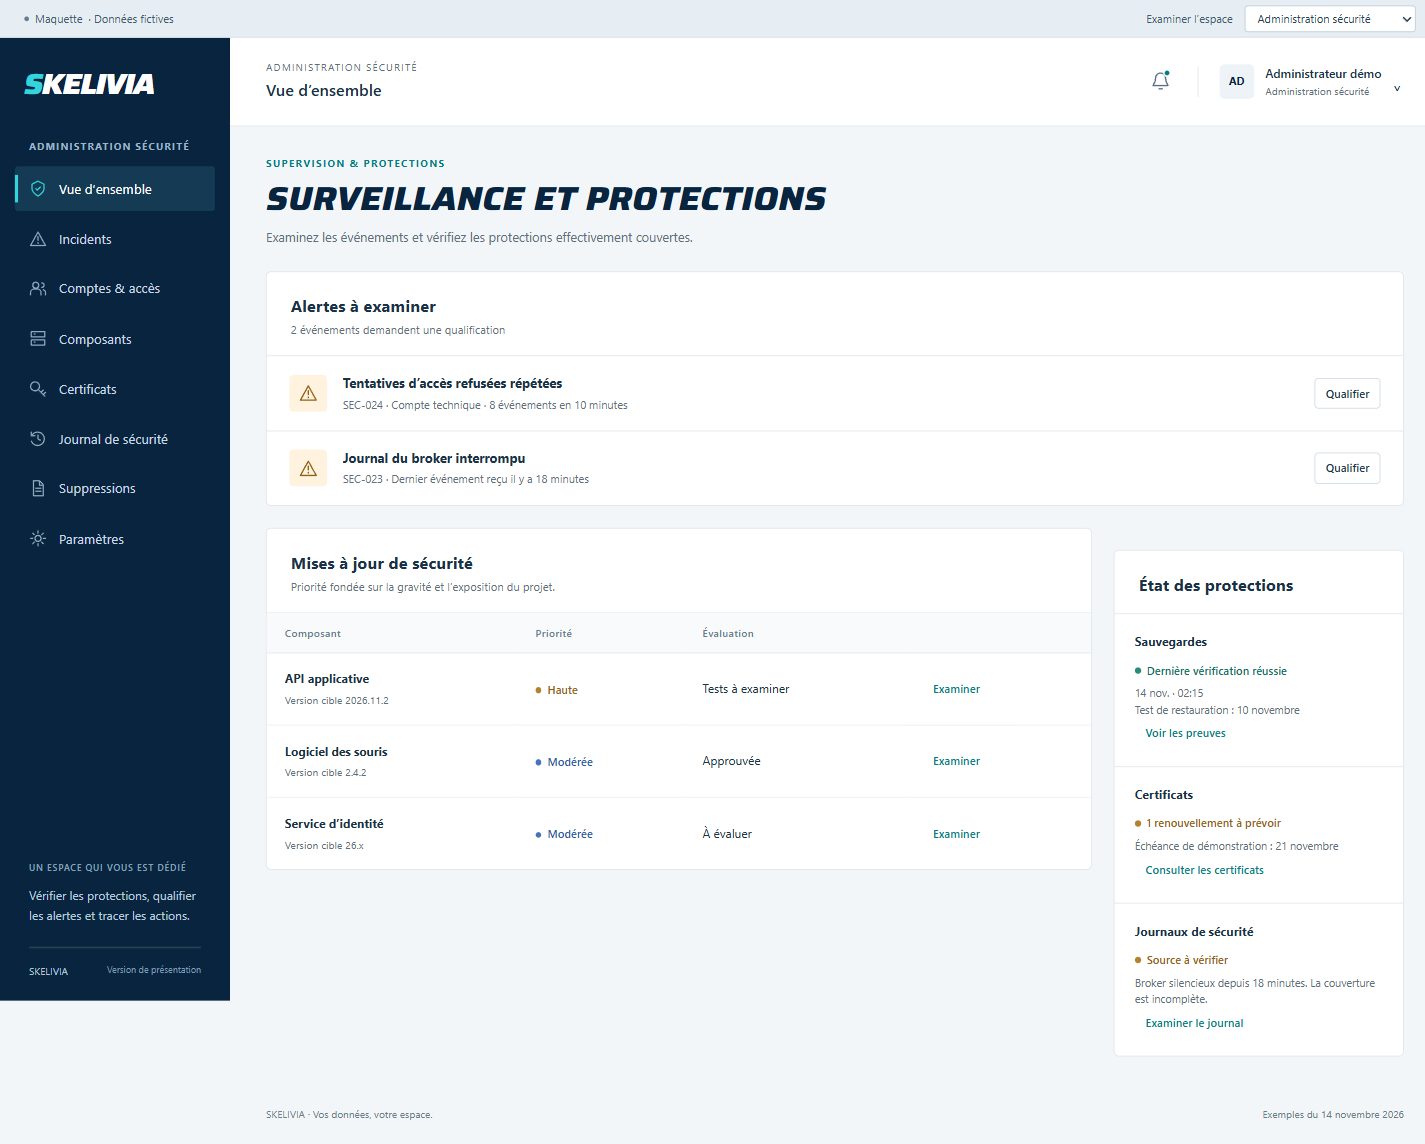 Maquette · Données fictives
Examiner l'espace
Administration sécurité
SKELIVIA
ADMINISTRATION SÉCURITÉ
Vue d'ensemble
Incidents
Comptes & accès
Composants
Certificats
Journal de sécurité
Suppressions
Paramètres
UN ESPACE QUI VOUS EST DÉDIÉ
Vérifier les protections, qualifier
les alertes et tracer les actions.
SKELIVIA
Version de présentation
ADMINISTRATION SÉCURITÉ
Vue d'ensemble
AD
Administrateur démo
Administration sécurité
SUPERVISION & PROTECTIONS
SURVEILLANCE ET PROTECTIONS
Examinez les événements et vérifiez les protections effectivement couvertes.
Alertes à examiner
2 événements demandent une qualification
Tentatives d'accès refusées répétées
SEC-024 · Compte technique · 8 événements en 10 minutes
Qualifier
Journal du broker interrompu
SEC-023 · Dernier événement reçu il y a 18 minutes
Qualifier
Mises à jour de sécurité
Priorité fondée sur la gravité et l'exposition du projet.
Composant Priorité Évaluation
API applicative
Version cible 2026.11.2
Haute
Tests à examiner
Examiner
Logiciel des souris
Version cible 2.4.2
Modérée
Approuvée
Examiner
Service d'identité
Version cible 26.x
Modérée
À évaluer
Examiner
État des protections
Sauvegardes
Dernière vérification réussie
14 nov. · 02:15
Test de restauration : 10 novembre
Voir les preuves
Certificats
1 renouvellement à prévoir
Échéance de démonstration : 21 novembre
Consulter les certificats
Journaux de sécurité
Source à vérifier
Broker silencieux depuis 18 minutes. La couverture
est incomplète.
Examiner le journal
SKELIVIA · Vos données, votre espace.
Exemples du 14 novembre 2026